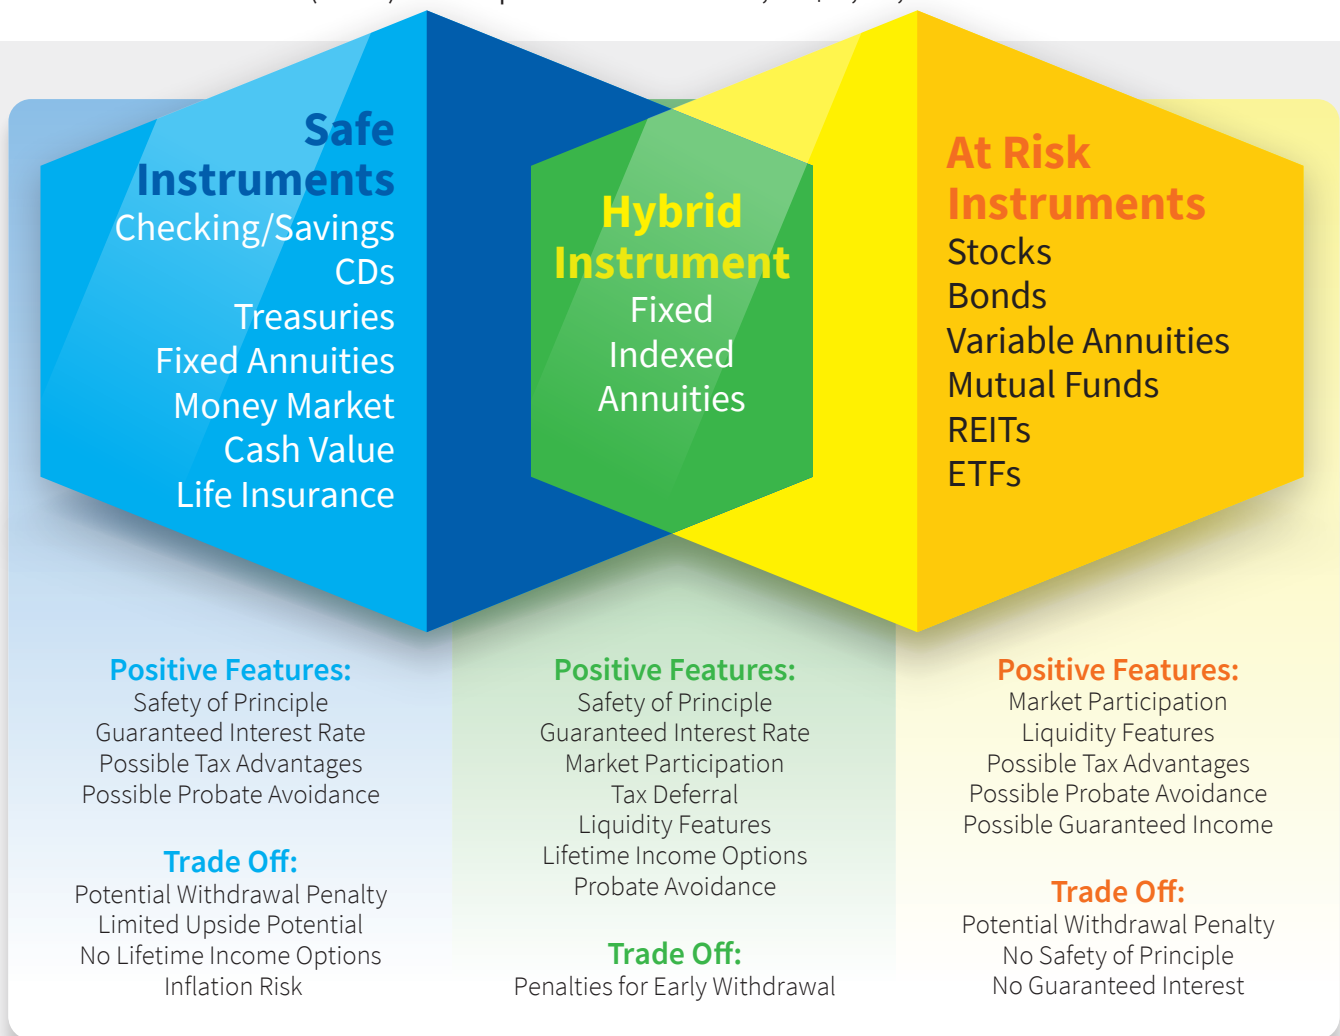 Safe
Instruments
Checking/Savings
CDs
Treasuries
Fixed Annuities
Money Market
Cash Value
Life Insurance
Hybrid
Instrument
Fixed
Indexed
Annuities
At Risk
Instruments
Stocks
Bonds
Variable Annuities
Mutual Funds
REITs
ETFs
Positive Features:
Safety of Principle
Guaranteed Interest Rate
Possible Tax Advantages
Possible Probate Avoidance
Trade Off:
Potential Withdrawal Penalty
Limited Upside Potential
No Lifetime Income Options
Inflation Risk
Positive Features:
Safety of Principle
Guaranteed Interest Rate
Market Participation
Tax Deferral
Liquidity Features
Lifetime Income Options
Probate Avoidance
Trade Off:
Penalties for Early Withdrawal
Positive Features:
Market Participation
Liquidity Features
Possible Tax Advantages
Possible Probate Avoidance
Possible Guaranteed Income
Trade Off:
Potential Withdrawal Penalty
No Safety of Principle
No Guaranteed Interest